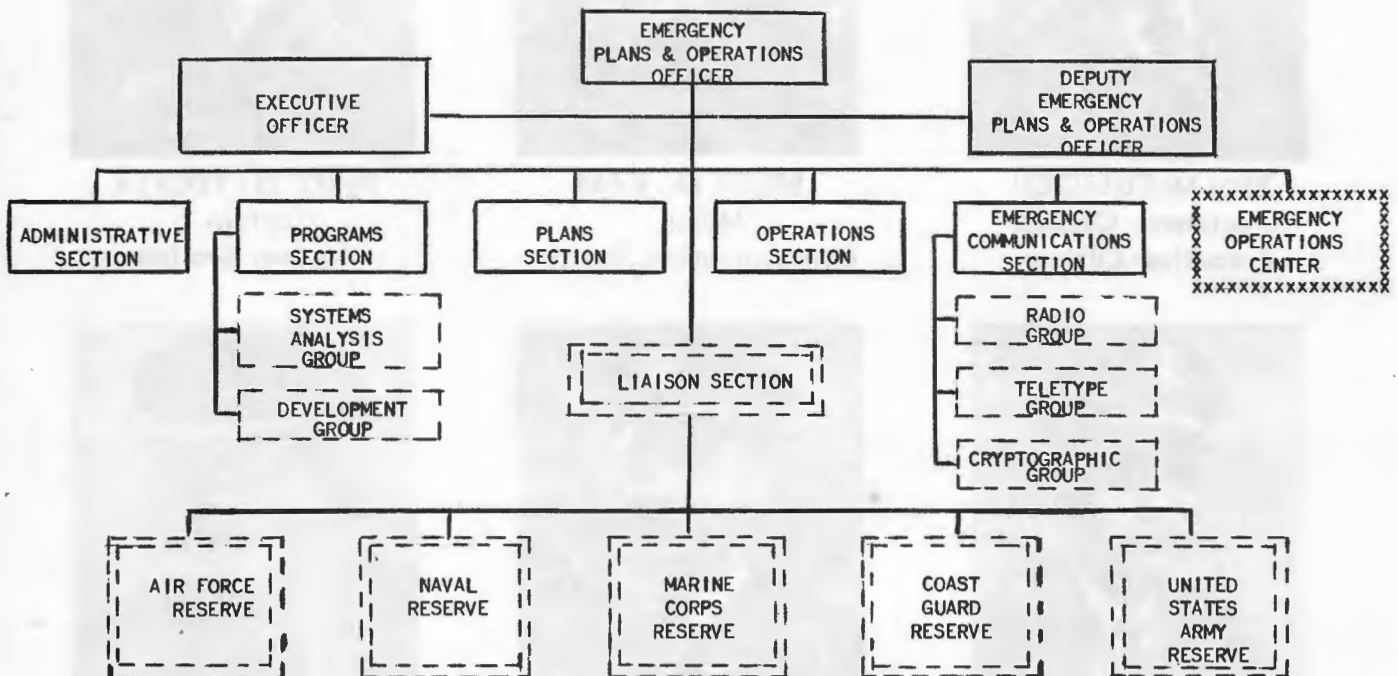 EMERGENCY
PLANS & OPERATIONS
OFFICER
EXECUTIVE
OFFICER
DEPUTY
EMERGENCY
PLANS & OPERATIONS
OFFICER
ADMINISTRATIVE
SECTION
PROGRAMS
SECTION
PLANS
SECTION
OPERATIONS
SECTION
EMERGENCY
COMMUNICATIONS
SECTION
EMERGENCY
OPERATIONS
CENTER
SYSTEMS
ANALYSIS
GROUP
DEVELOPMENT
GROUP
LIAISON SECTION
RADIO
GROUP
TELETYPE
GROUP
CRYPTOGRAPHIC
GROUP
AIR FORCE
RESERVE
NAVAL
RESERVE
MARINE
CORPS
RESERVE
COAST
GUARD
RESERVE
UNITED
STATES
ARMY
RESERVE